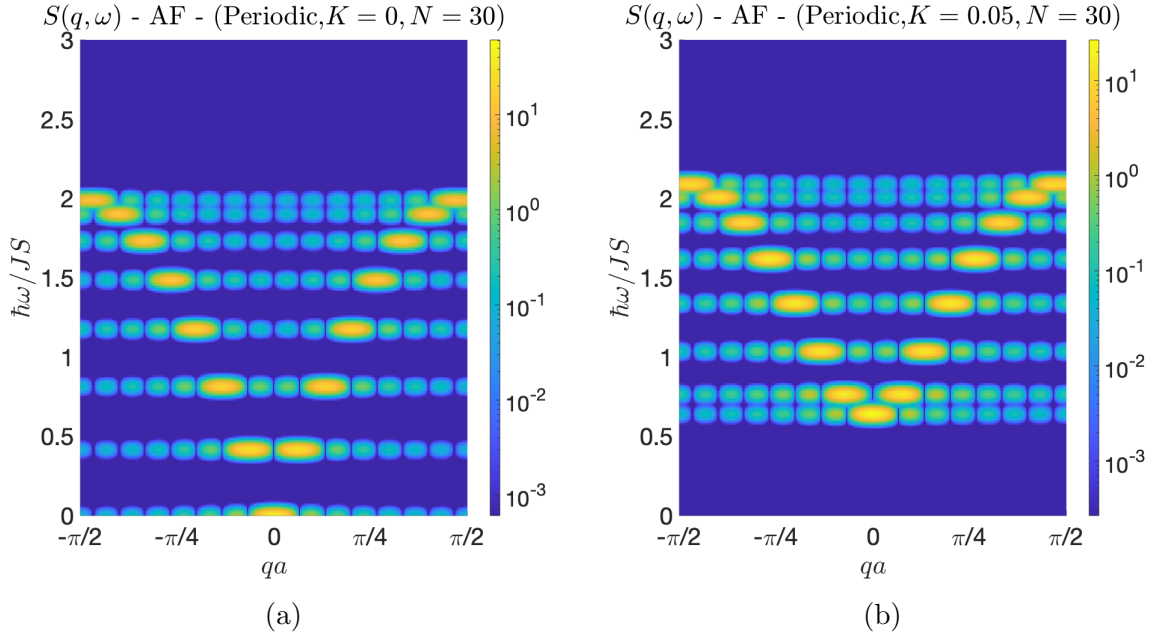 S(q, ω) - AF - (Periodic, K = 0, N = 30)
3
2.5
2
1.5
1
0.5
0
ħω/JS
-π/2
-π/4
0
π/4
π/2
qa
10^1
10^0
10^-1
10^-2
10^-3
(a)
S(q, ω) - AF - (Periodic, K = 0.05, N = 30)
3
2.5
2
1.5
1
0.5
0
ħω/JS
-π/2
-π/4
0
π/4
π/2
qa
10^1
10^0
10^-1
10^-2
10^-3
(b)